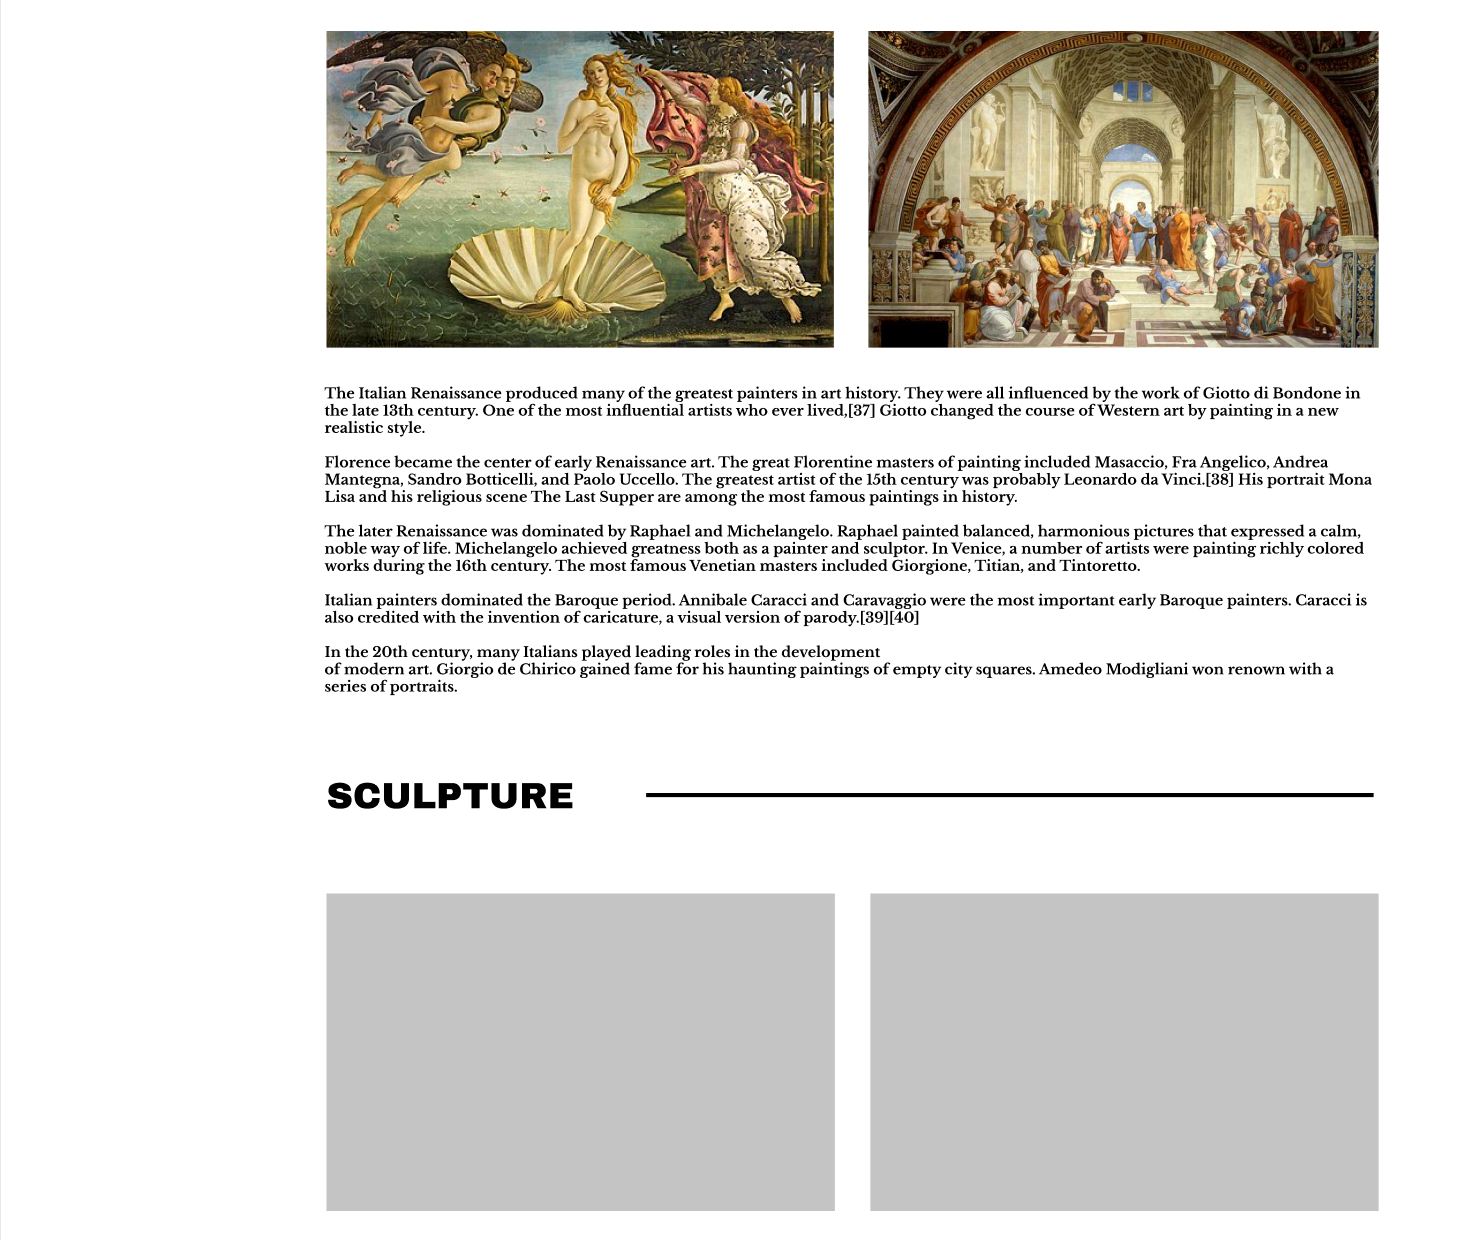 The Italian Renaissance produced many of the greatest painters in art history. They were all influenced by the work of Giotto di Bondone in
the late 13th century. One of the most influential artists who ever lived,[37] Giotto changed the course of Western art by painting in a new
realistic style.
Florence became the center of early Renaissance art. The great Florentine masters of painting included Masaccio, Fra Angelico, Andrea
Mantegna, Sandro Botticelli, and Paolo Uccello. The greatest artist of the 15th century was probably Leonardo da Vinci.[38] His portrait Mona
Lisa and his religious scene The Last Supper are among the most famous paintings in history.
The later Renaissance was dominated by Raphael and Michelangelo. Raphael painted balanced, harmonious pictures that expressed a calm,
noble way of life. Michelangelo achieved greatness both as a painter and sculptor. In Venice, a number of artists were painting richly colored
works during the 16th century. The most famous Venetian masters included Giorgione, Titian, and Tintoretto.
Italian painters dominated the Baroque period. Annibale Caracci and Caravaggio were the most important early Baroque painters. Caracci is
also credited with the invention of caricature, a visual version of parody.[39][40]
In the 20th century, many Italians played leading roles in the development
of modern art. Giorgio de Chirico gained fame for his haunting paintings of empty city squares. Amedeo Modigliani won renown with a
series of portraits.
SCULPTURE